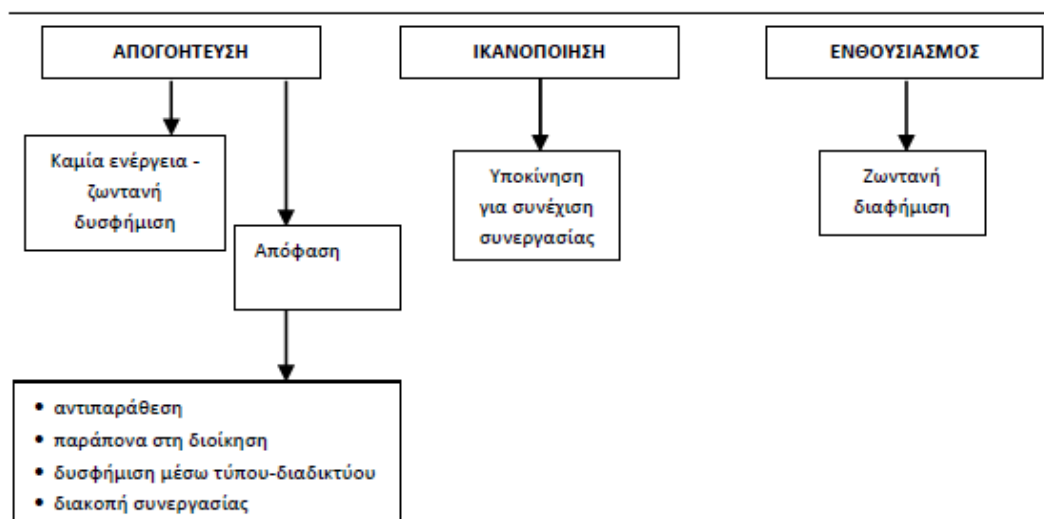 ΑΠΟΓΟΗΤΕΥΣΗ
ΙΚΑΝΟΠΟΙΗΣΗ
ΕΝΘΟΥΣΙΑΣΜΟΣ
Καμία ενέργεια -
ζωντανή
δυσφήμιση
Υποκίνηση
για συνέχιση
συνεργασίας
Ζωντανή
διαφήμιση
Απόφαση
• αντιπαράθεση
• παράπονα στη διοίκηση
• δυσφήμιση μέσω τύπου-διαδικτύου
• διακοπή συνεργασίας